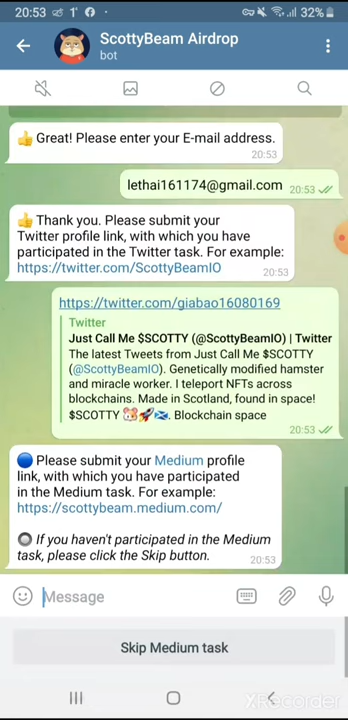 20:53
32%
ScottyBeam Airdrop
bot
👍 Great! Please enter your E-mail address.
20:53
lethai161174@gmail.com
20:53
👍 Thank you. Please submit your
Twitter profile link, with which you have
participated in the Twitter task. For example:
https://twitter.com/ScottyBeamIO
20:53
https://twitter.com/giabao16080169
Twitter
Just Call Me $SCOTTY (@ScottyBeamIO) | Twitter
The latest Tweets from Just Call Me $SCOTTY
(@ScottyBeamIO). Genetically modified hamster
and miracle worker. I teleport NFTs across
blockchains. Made in Scotland, found in space!
$SCOTTY 🐹🚀🏴󠁧󠁢󠁳󠁣󠁴󠁿. Blockchain space
20:53
🔵 Please submit your Medium profile
link, with which you have participated
in the Medium task. For example:
https://scottybeam.medium.com/
🔘 If you haven't participated in the Medium
task, please click the Skip button.
20:53
Message
Skip Medium task
XRecorder